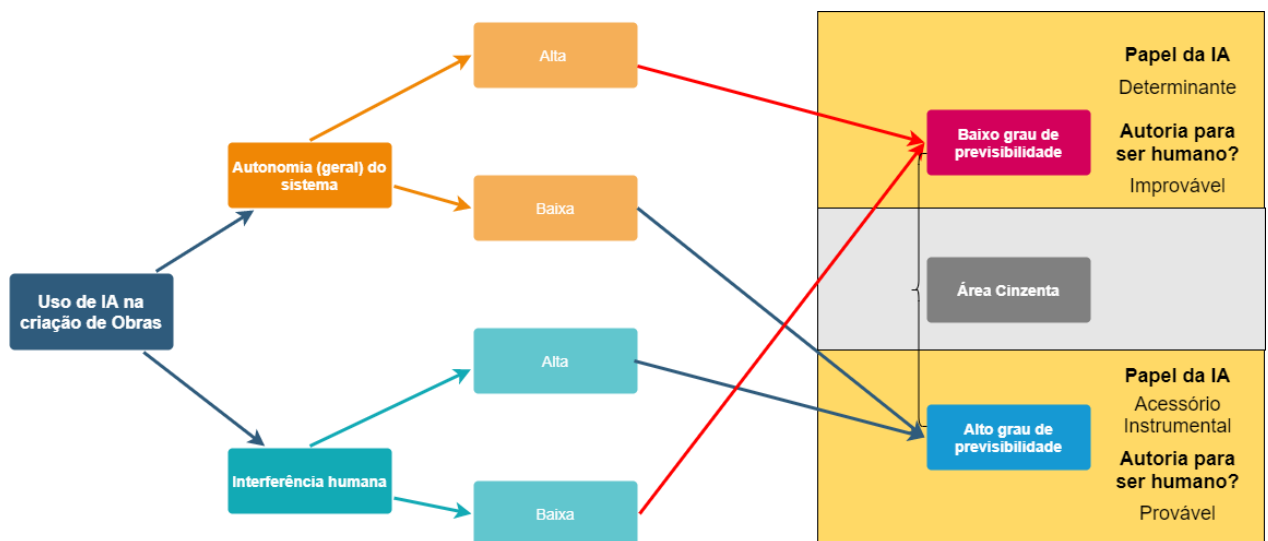 Uso de IA na
criação de Obras
Autonomia (geral) do
sistema
Interferência humana
Alta
Baixa
Alta
Baixa
Baixo grau de
previsibilidade
Papel da IA
Determinante
Autoria para
ser humano?
Improvável
Área Cinzenta
Alto grau de
previsibilidade
Papel da IA
Acessório
Instrumental
Autoria para
ser humano?
Provável